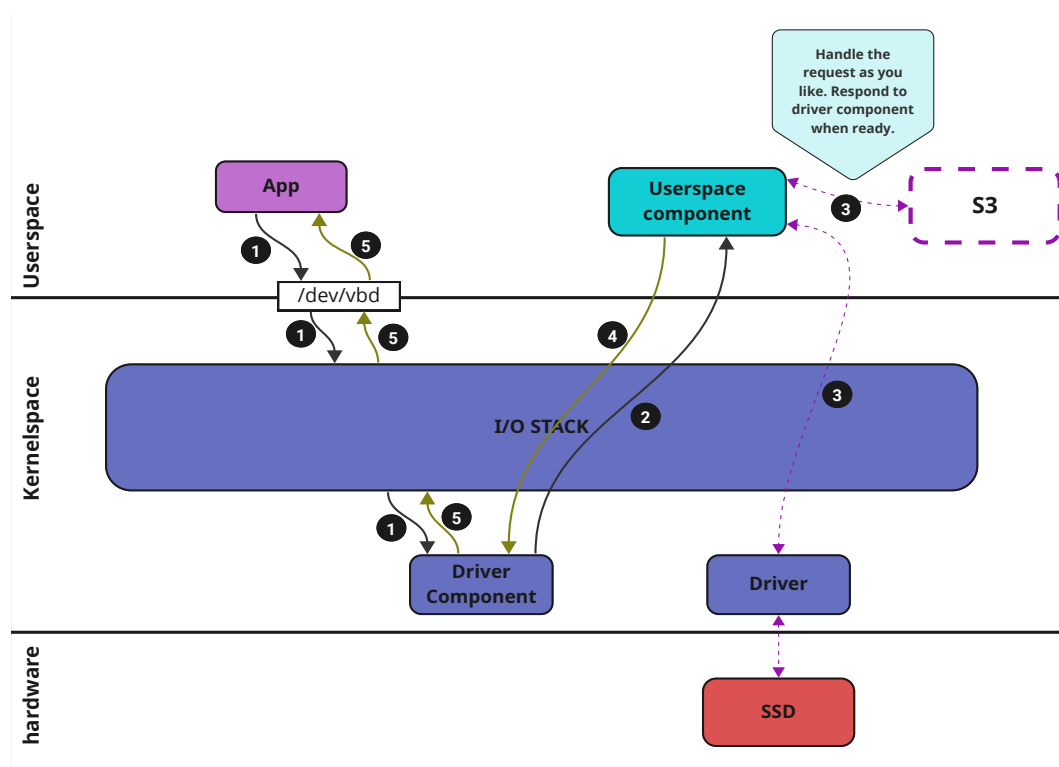 Handle the
request as you
like. Respond to
driver component
when ready.
Userspace
App
Userspace
component
S3
3
1
5
/dev/vbd
1
5
4
Kernelspace
3
2
I/O STACK
1
5
Driver
Component
Driver
hardware
SSD